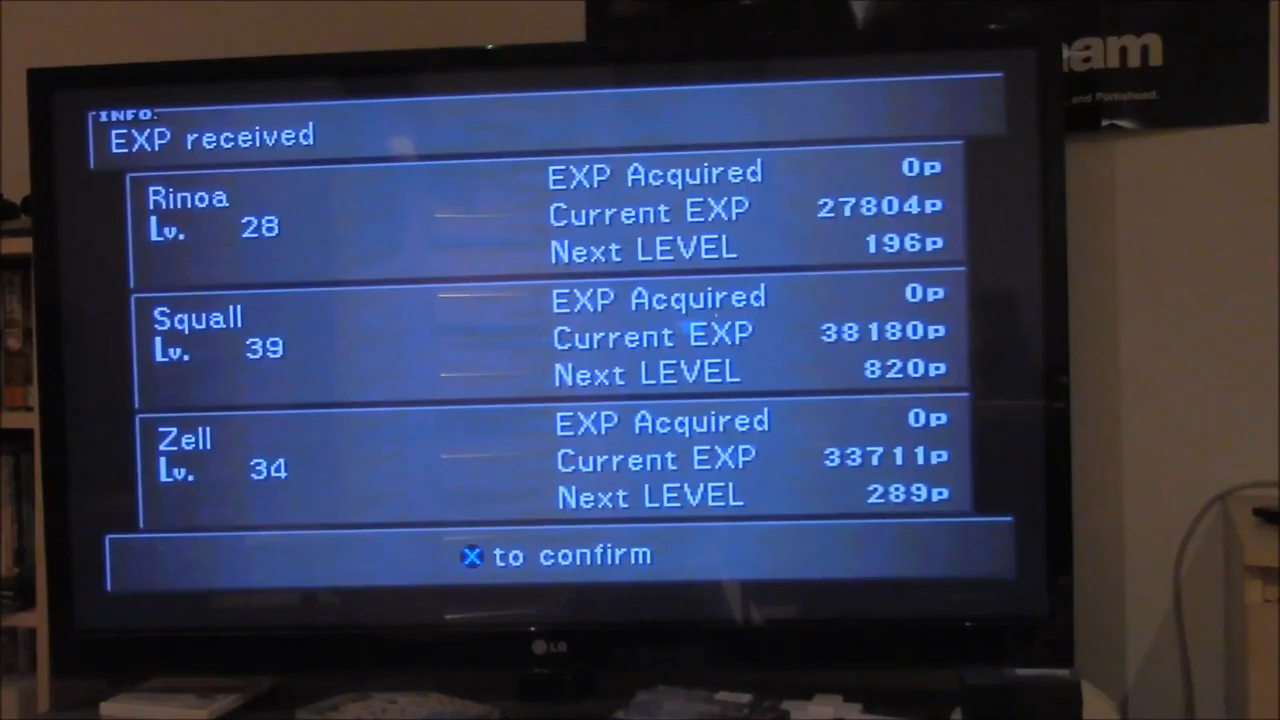 am
and Portishead.
INFO.
EXP received
Rinoa
Lv. 28
EXP Acquired 0p
Current EXP 27804p
Next LEVEL 196p
Squall
Lv. 39
EXP Acquired 0p
Current EXP 38180p
Next LEVEL 820p
Zell
Lv. 34
EXP Acquired 0p
Current EXP 33711p
Next LEVEL 289p
X to confirm
LG